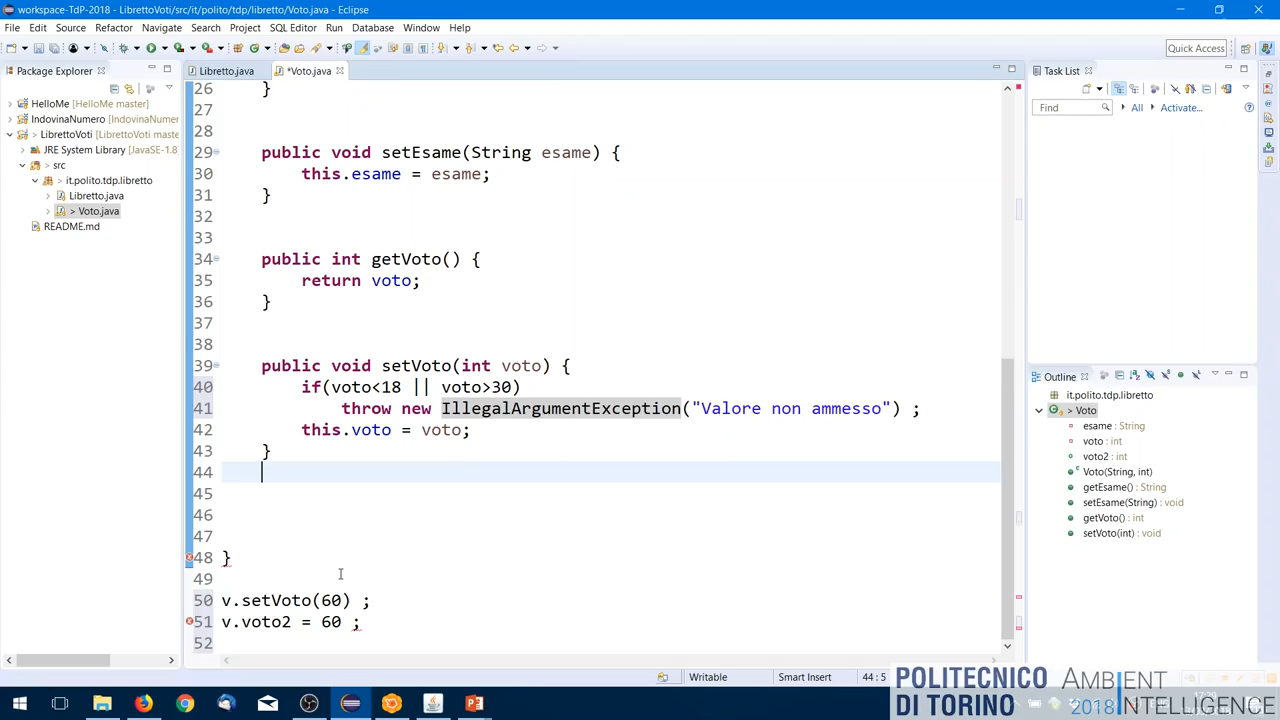 workspace-TdP-2018 - LibrettoVoti/src/it/polito/tdp/libretto/Voto.java - Eclipse
File Edit Source Refactor Navigate Search Project SQL Editor Run Database Window Help
Quick Access
Package Explorer
HelloMe [HelloMe master]
IndovinaNumero [IndovinaNumero
> LibrettoVoti [LibrettoVoti maste
JRE System Library [JavaSE-1.8]
> src
> it.polito.tdp.libretto
> Libretto.java
> Voto.java
README.md
Libretto.java
*Voto.java
26 }
27
28
29 public void setEsame(String esame) {
30 this.esame = esame;
31 }
32
33
34 public int getVoto() {
35 return voto;
36 }
37
38
39 public void setVoto(int voto) {
40 if(voto<18 || voto>30)
41 throw new IllegalArgumentException("Valore non ammesso") ;
42 this.voto = voto;
43 }
44
45
46
47
48 }
49
50 v.setVoto(60) ;
51 v.voto2 = 60 ;
52
Task List
Find
All
Activate...
Outline
it.polito.tdp.libretto
> Voto
esame : String
voto : int
voto2 : int
Voto(String, int)
getEsame() : String
setEsame(String) : void
getVoto() : int
setVoto(int) : void
Writable
Smart Insert
44 : 5
POLITECNICO
DI TORINO
AMBIENT
2018 INTELLIGENCE